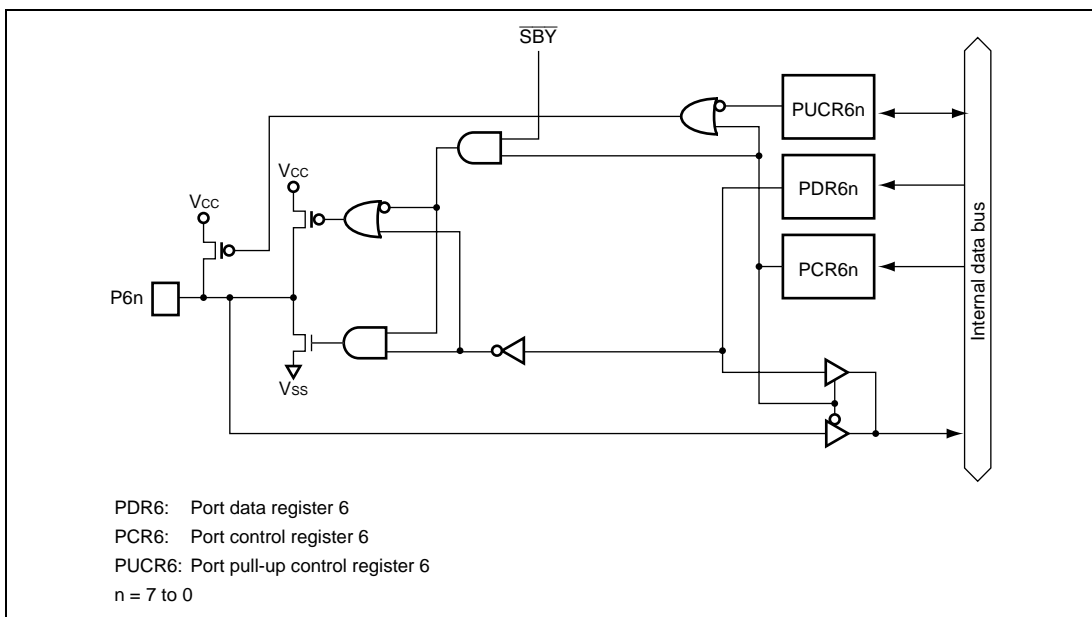 SBY
PUCR6n
VCC
PDR6n
VCC
PCR6n
P6n
Internal data bus
VSS
PDR6: Port data register 6
PCR6: Port control register 6
PUCR6: Port pull-up control register 6
n = 7 to 0